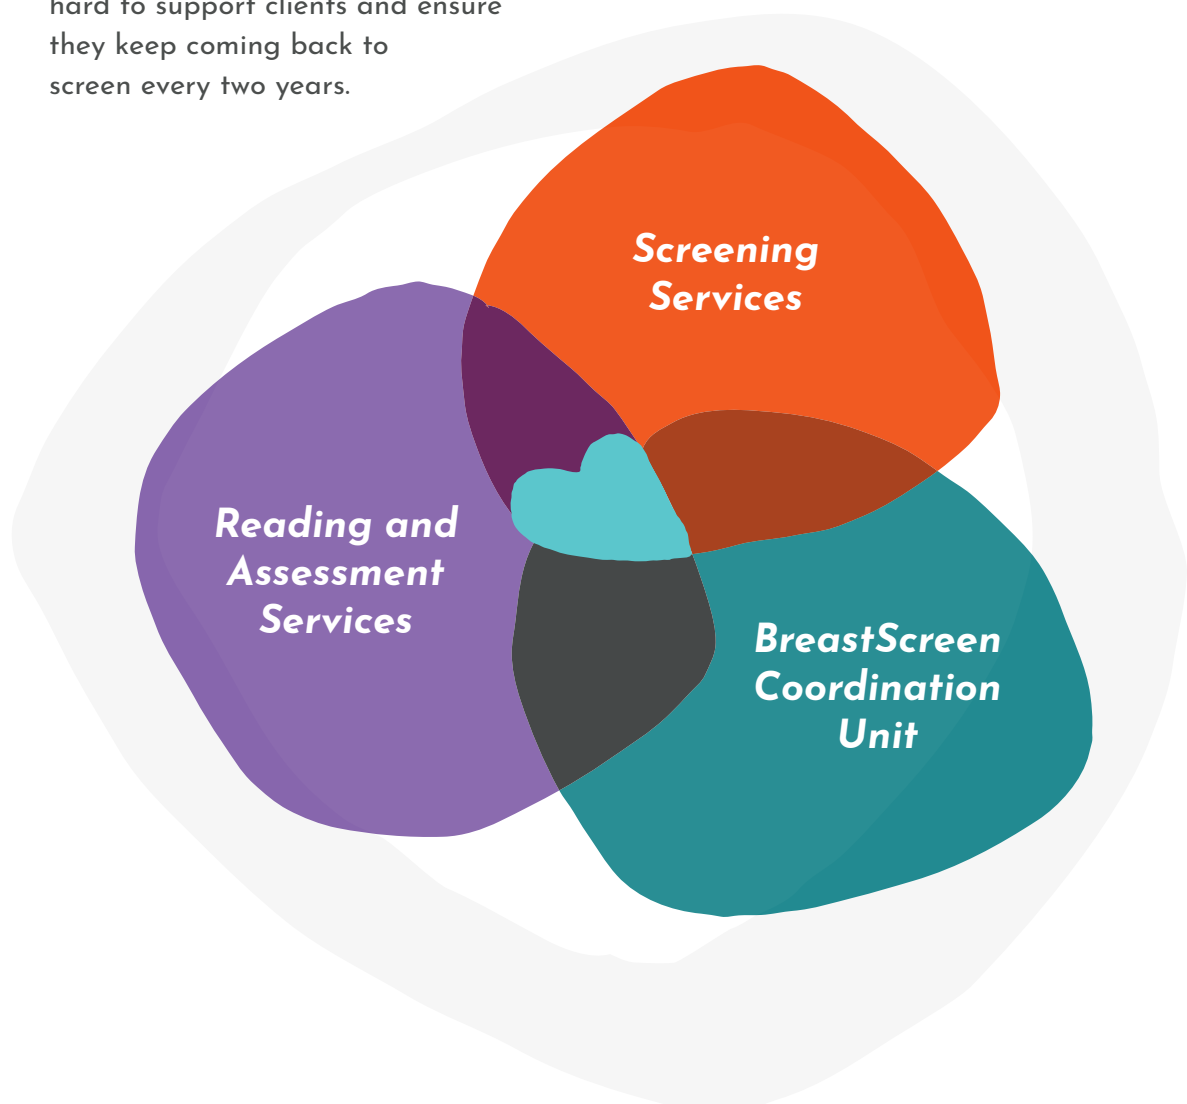 hard to support clients and ensure
they keep coming back to
screen every two years.
Screening
Services
Reading and
Assessment
Services
BreastScreen
Coordination
Unit